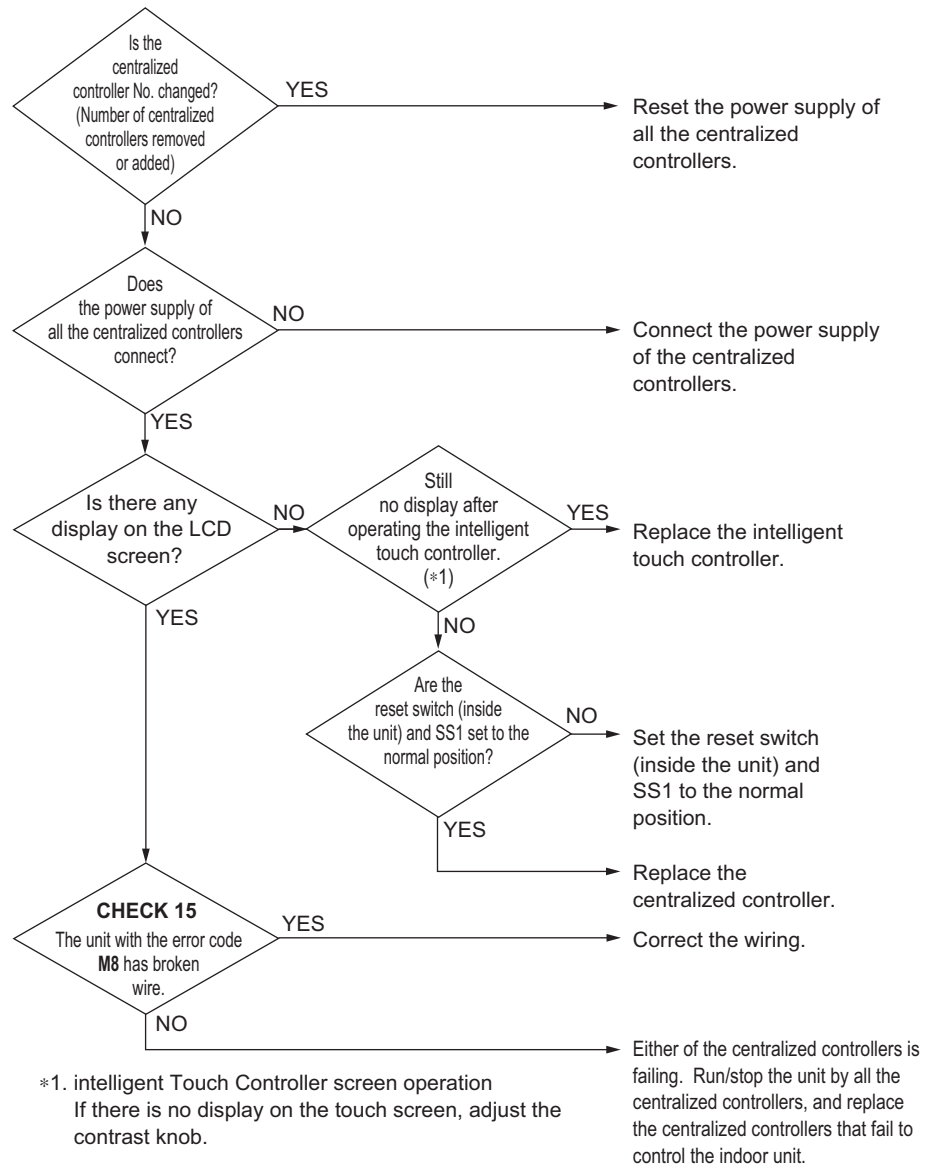 Is the
centralized
controller No. changed?
(Number of centralized
controllers removed
or added)
YES
Reset the power supply of
all the centralized
controllers.
NO
Does
the power supply of
all the centralized controllers
connect?
NO
Connect the power supply
of the centralized
controllers.
YES
Is there any
display on the LCD
screen?
NO
Still
no display after
operating the intelligent
touch controller.
(*1)
YES
Replace the intelligent
touch controller.
YES
NO
Are the
reset switch (inside
the unit) and SS1 set to the
normal position?
NO
Set the reset switch
(inside the unit) and
SS1 to the normal
position.
YES
Replace the
centralized controller.
CHECK 15
The unit with the error code
M8 has broken
wire.
YES
Correct the wiring.
NO
Either of the centralized controllers is
failing. Run/stop the unit by all the
centralized controllers, and replace
the centralized controllers that fail to
control the indoor unit.
*1. intelligent Touch Controller screen operation
If there is no display on the touch screen, adjust the
contrast knob.